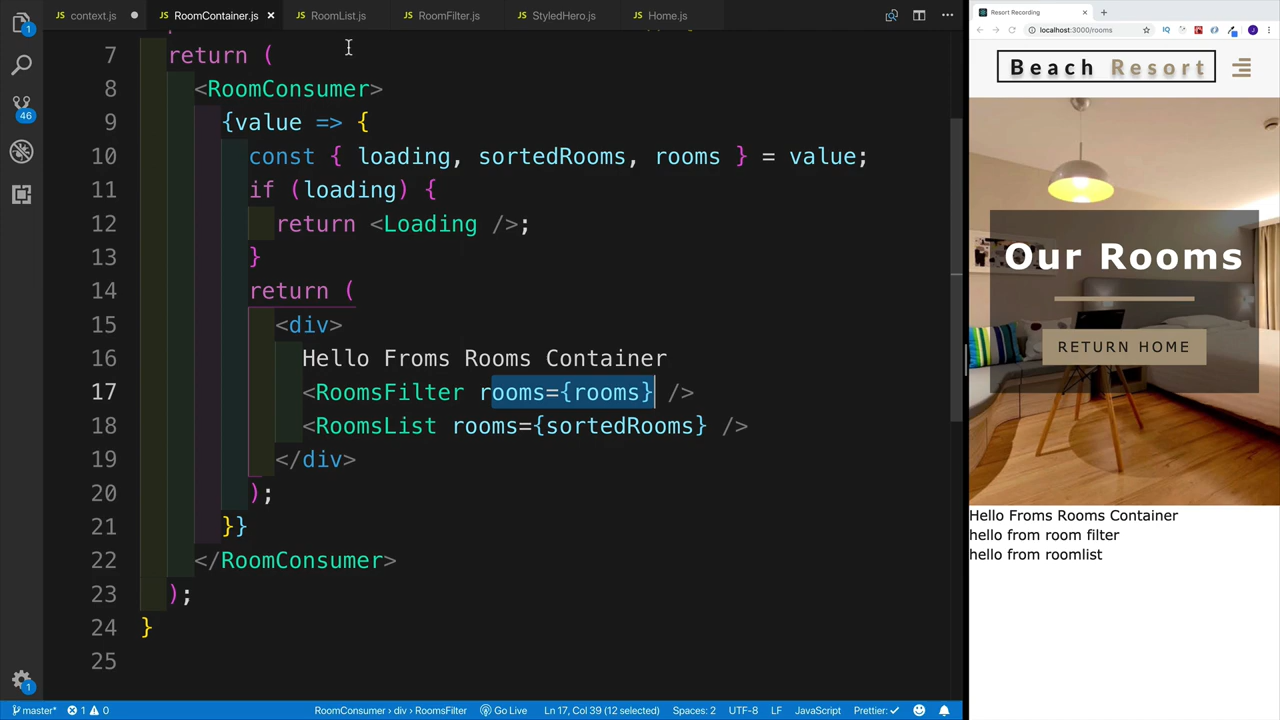 context.js
RoomContainer.js
RoomList.js
RoomFilter.js
StyledHero.js
Home.js
7 return (
8 <RoomConsumer>
9 {value => {
10 const { loading, sortedRooms, rooms } = value;
11 if (loading) {
12 return <Loading />;
13 }
14 return (
15 <div>
16 Hello Froms Rooms Container
17 <RoomsFilter rooms={rooms} />
18 <RoomsList rooms={sortedRooms} />
19 </div>
20 );
21 }}
22 </RoomConsumer>
23 );
24 }
25
1
46
1
master*
1 0
RoomConsumer › div › RoomsFilter
Go Live
Ln 17, Col 39 (12 selected)
Spaces: 2
UTF-8
LF
JavaScript
Prettier: ✓
Resort Recording
localhost:3000/rooms
IQ
J
Beach Resort
Our Rooms
RETURN HOME
Hello Froms Rooms Container
hello from room filter
hello from roomlist